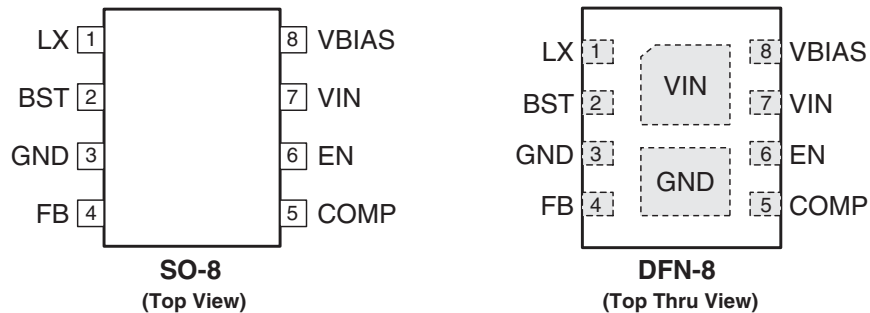 LX 1 8 VBIAS
BST 2 7 VIN
GND 3 6 EN
FB 4 5 COMP
SO-8
(Top View)
LX 1 8 VBIAS
VIN
BST 2 7 VIN
GND 3 6 EN
GND
FB 4 5 COMP
DFN-8
(Top Thru View)